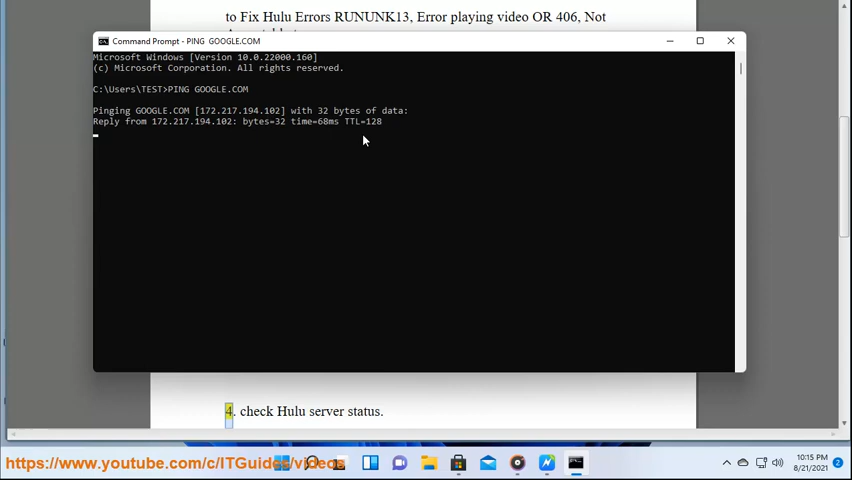 to Fix Hulu Errors RUNUNK13, Error playing video OR 406, Not
Command Prompt - PING GOOGLE.COM
Microsoft Windows [Version 10.0.22000.160]
(c) Microsoft Corporation. All rights reserved.
C:\Users\TEST>PING GOOGLE.COM
Pinging GOOGLE.COM [172.217.194.102] with 32 bytes of data:
Reply from 172.217.194.102: bytes=32 time=68ms TTL=128
4. check Hulu server status.
https://www.youtube.com/c/ITGuides/videos
10:15 PM
8/21/2021
2